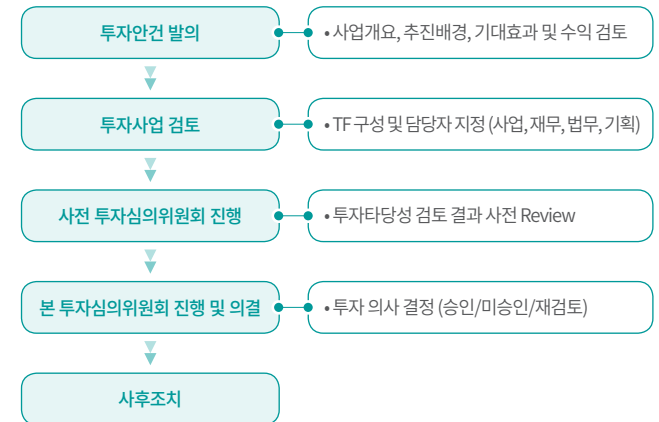 투자안건 발의
• 사업개요, 추진배경, 기대효과 및 수익 검토
투자사업 검토
• TF 구성 및 담당자 지정 (사업, 재무, 법무, 기획)
사전 투자심의위원회 진행
• 투자타당성 검토 결과 사전 Review
본 투자심의위원회 진행 및 의결
• 투자 의사 결정 (승인/미승인/재검토)
사후조치